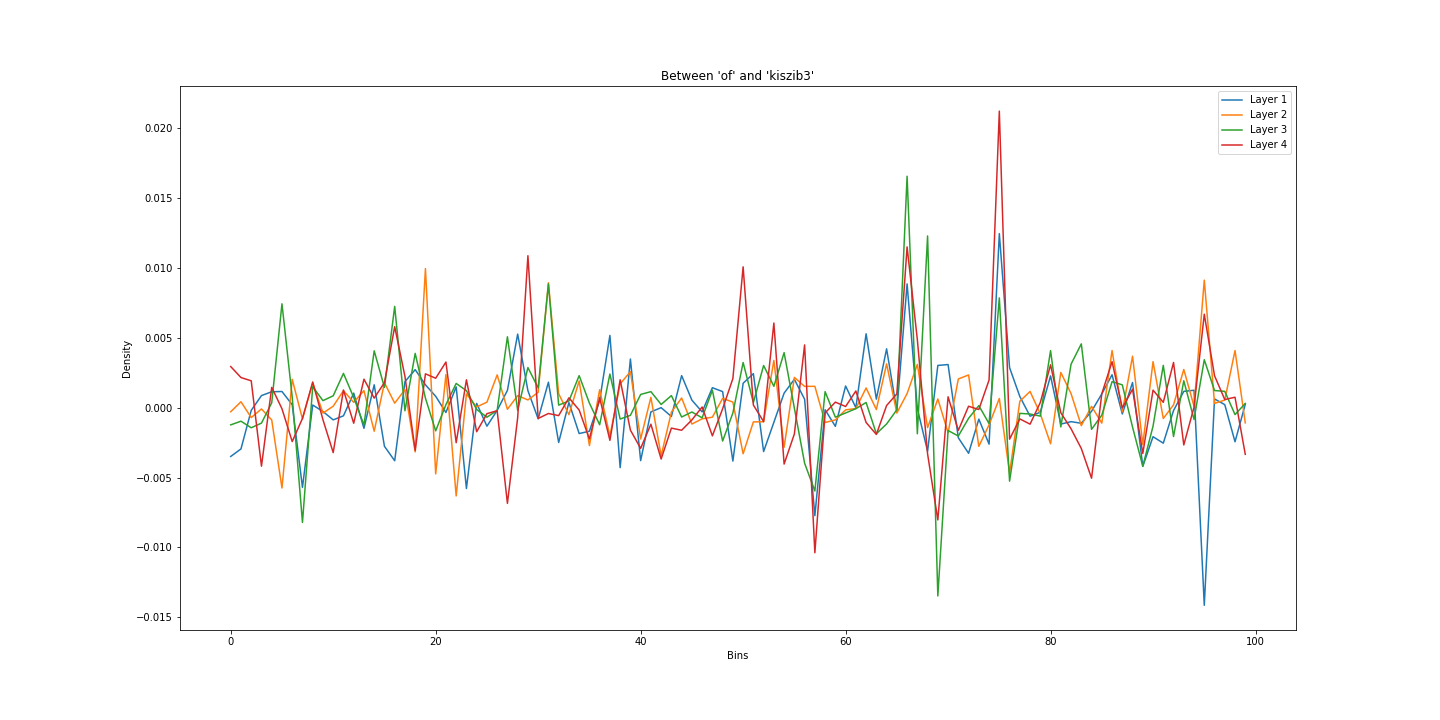 Between 'of' and 'kiszib3'
Layer 1
Layer 2
Layer 3
Layer 4
0.020
0.015
0.010
0.005
0.000
−0.005
−0.010
−0.015
Density
0 20 40 60 80 100
Bins